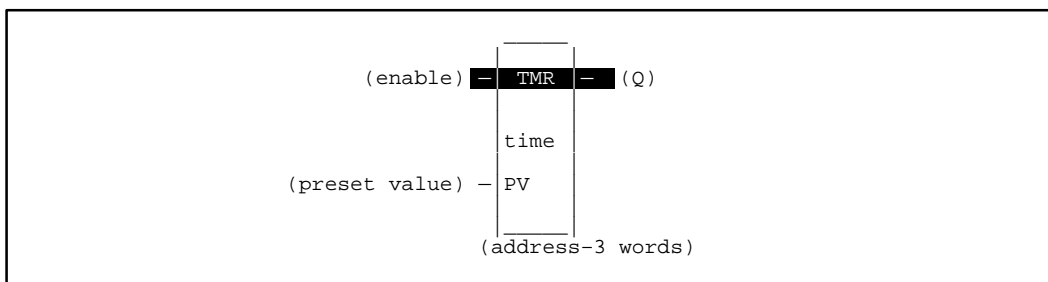 (enable) TMR (Q)
time
(preset value) PV
(address-3 words)